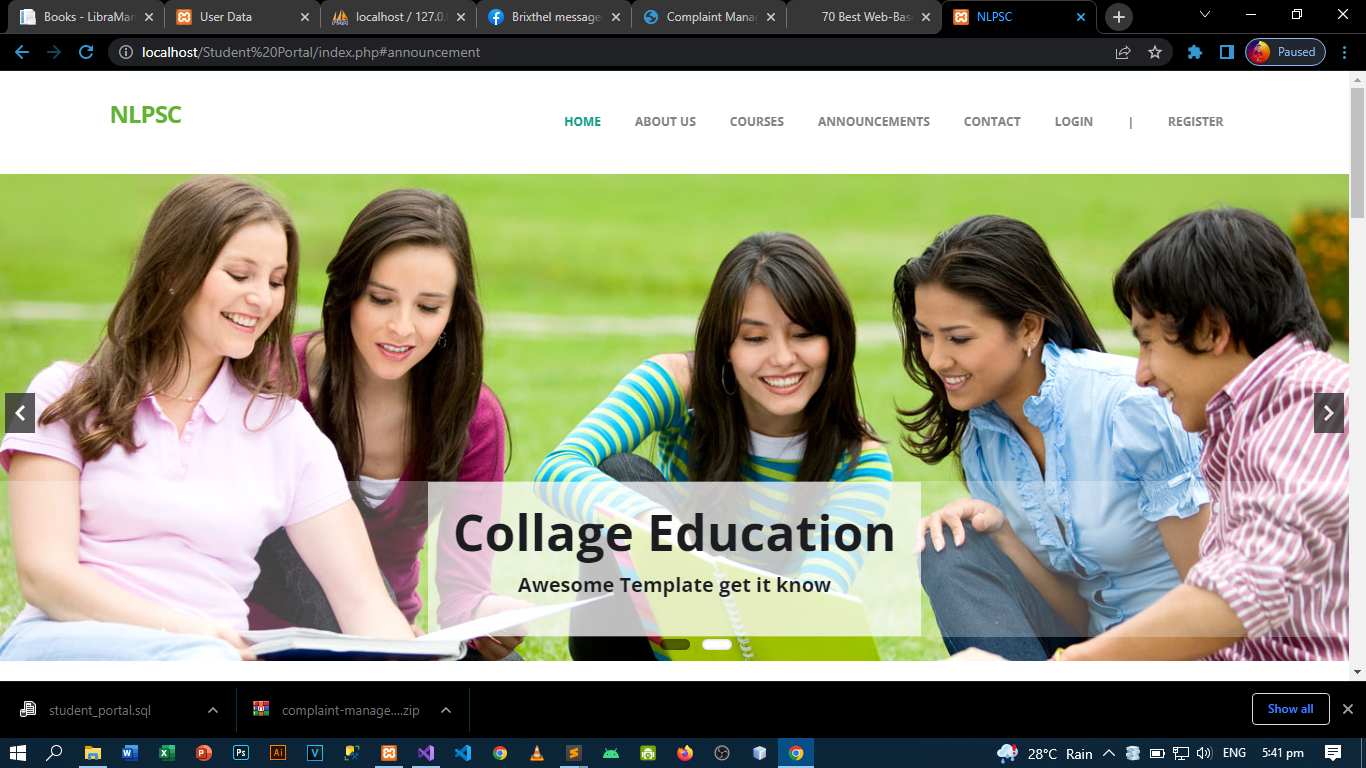 Books - LibraMan
User Data
localhost / 127.0.
Brixthel message
Complaint Mana
70 Best Web-Bas
NLPSC
localhost/Student%20Portal/index.php#announcement
Paused
NLPSC
HOME
ABOUT US
COURSES
ANNOUNCEMENTS
CONTACT
LOGIN
|
REGISTER
Collage Education
Awesome Template get it know
student_portal.sql
complaint-manage....zip
Show all
28°C Rain
ENG
5:41 pm